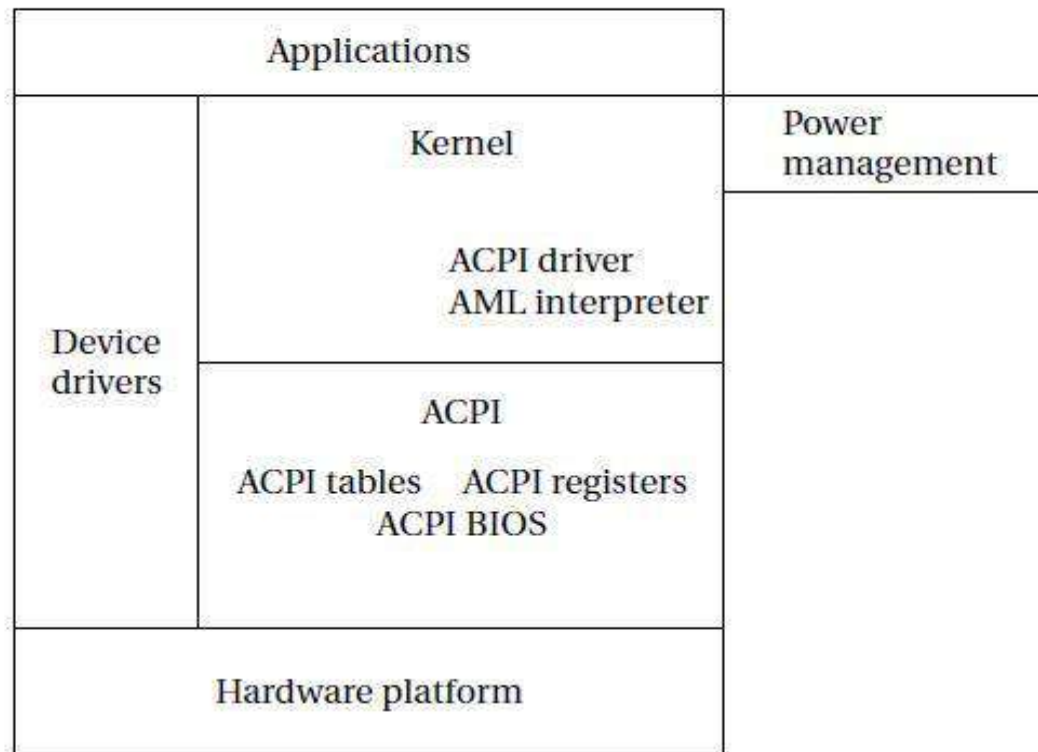 Applications
Kernel
Power
management
ACPI driver
AML interpreter
Device
drivers
ACPI
ACPI tables ACPI registers
ACPI BIOS
Hardware platform